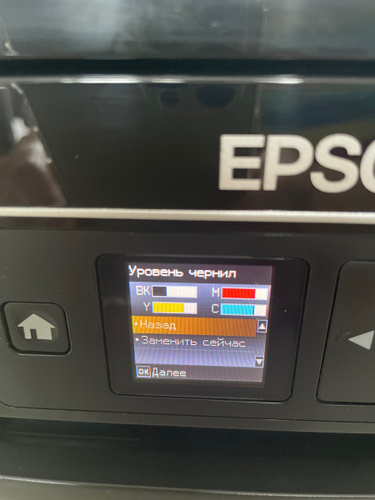 EPSO
Уровень чернил
BK M
Y C
•Назад
•Заменить сейчас
OK Далее